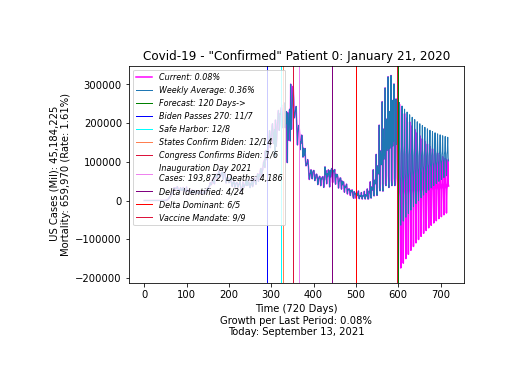 Covid-19 - "Confirmed" Patient 0: January 21, 2020
US Cases (Mil): 45,184,225
Mortality: 659,970 (Rate: 1.61%)
300000
200000
100000
0
−100000
−200000
Current: 0.08%
Weekly Average: 0.36%
Forecast: 120 Days->
Biden Passes 270: 11/7
Safe Harbor: 12/8
States Confirm Biden: 12/14
Congress Confirms Biden: 1/6
Inauguration Day 2021
Cases: 193,872, Deaths: 4,186
Delta Identified: 4/24
Delta Dominant: 6/5
Vaccine Mandate: 9/9
0 100 200 300 400 500 600 700
Time (720 Days)
Growth per Last Period: 0.08%
Today: September 13, 2021